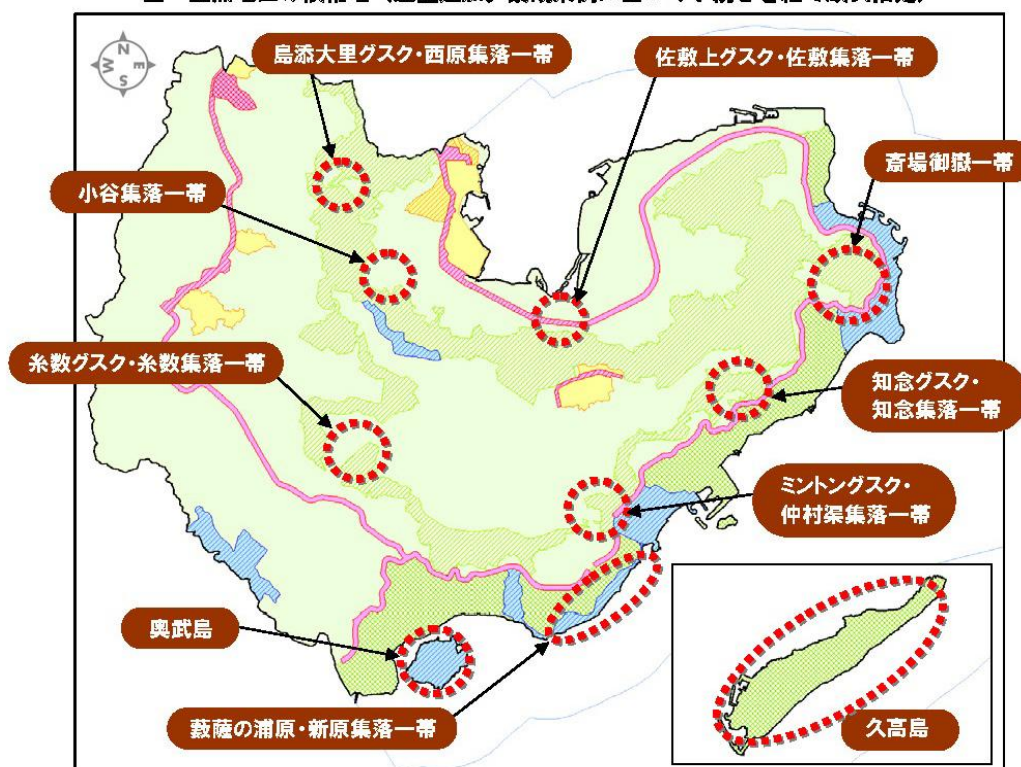 島添大里グスク・西原集落一帯
佐敷上グスク・佐敷集落一帯
N
E
W
S
斎場御嶽一帯
小谷集落一帯
糸数グスク・糸数集落一帯
知念グスク・
知念集落一帯
ミントングスク・
仲村渠集落一帯
奥武島
藪薩の浦原・新原集落一帯
久高島